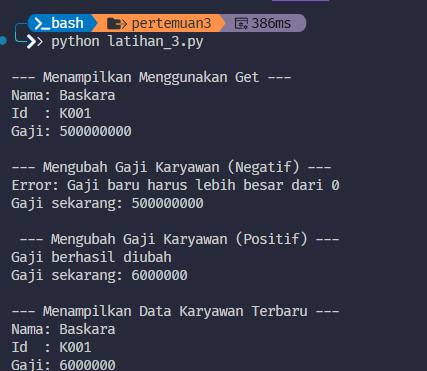 >_bash pertemuan3 386ms
python latihan_3.py
--- Menampilkan Menggunakan Get ---
Nama: Baskara
Id  : K001
Gaji: 500000000
--- Mengubah Gaji Karyawan (Negatif) ---
Error: Gaji baru harus lebih besar dari 0
Gaji sekarang: 500000000
--- Mengubah Gaji Karyawan (Positif) ---
Gaji berhasil diubah
Gaji sekarang: 6000000
--- Menampilkan Data Karyawan Terbaru ---
Nama: Baskara
Id  : K001
Gaji: 6000000